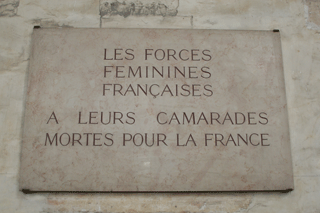 LES FORCES
FEMININES
FRANÇAISES
A LEURS CAMARADES
MORTES POUR LA FRANCE